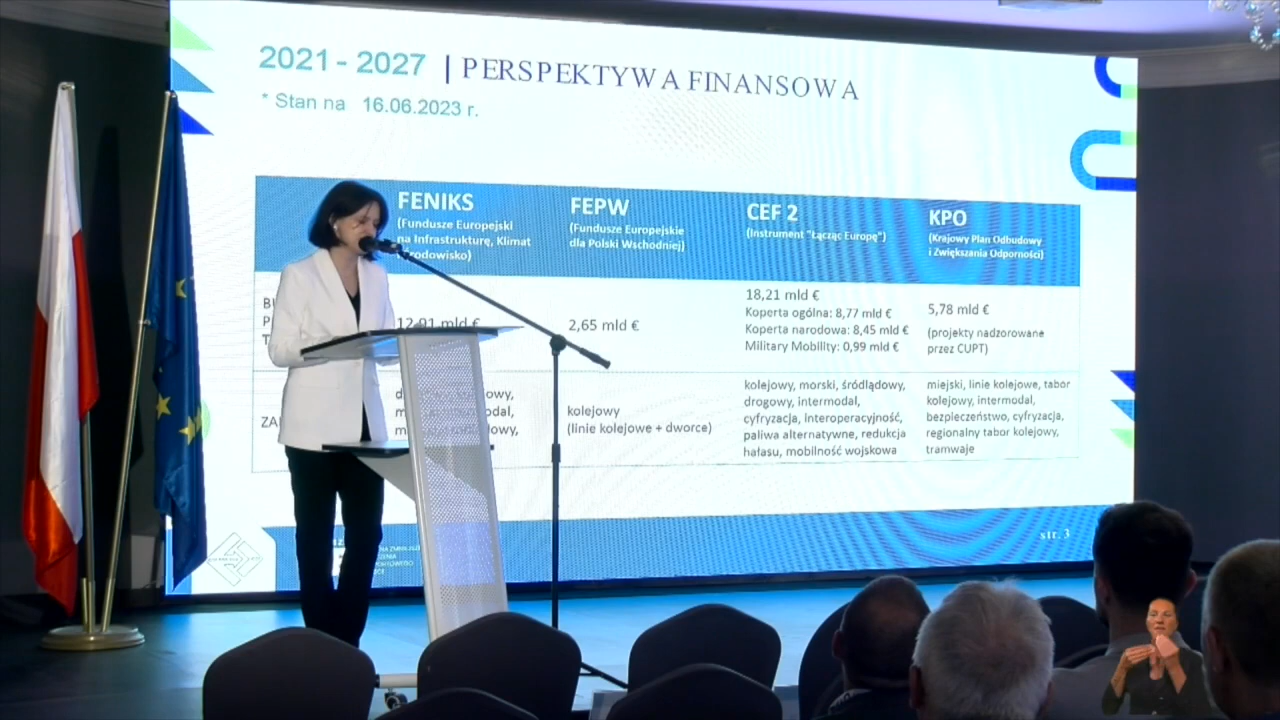 2021 - 2027 | PERSPEKTYWA FINANSOWA
* Stan na 16.06.2023 r.
FENIKS
(Fundusze Europejski
na Infrastrukturę, Klimat
środowisko)
FEPW
(Fundusze Europejskie
dla Polski Wschodniej)
CEF 2
(Instrument "Łącząc Europę")
KPO
(Krajowy Plan Odbudowy
i Zwiększania Odporności)
12,91 mld €
2,65 mld €
18,21 mld €
Koperta ogólna: 8,77 mld €
Koperta narodowa: 8,45 mld €
Military Mobility: 0,99 mld €
5,78 mld €
(projekty nadzorowane
przez CUPT)
kolejowy
(linie kolejowe + dworce)
kolejowy, morski, śródlądowy,
drogowy, intermodal,
cyfryzacja, interoperacyjność,
paliwa alternatywne, redukcja
hałasu, mobilność wojskowa
miejski, linie kolejowe, tabor
kolejowy, intermodal,
bezpieczeństwo, cyfryzacja,
regionalny tabor kolejowy,
tramwaje
str. 3